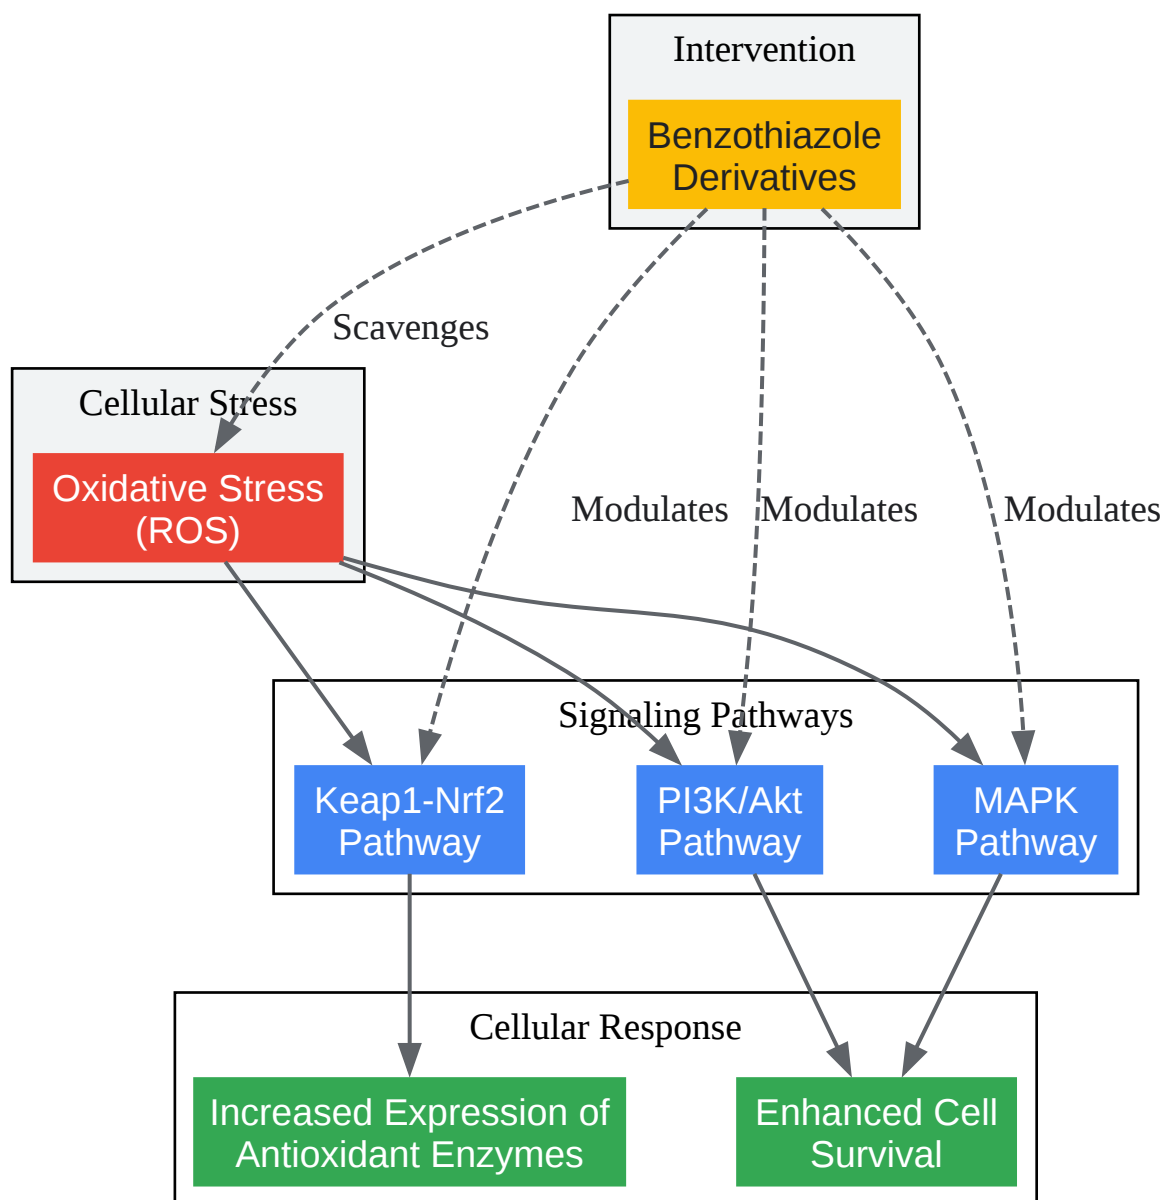 Intervention
Benzothiazole
Derivatives
Scavenges
Cellular Stress
Oxidative Stress
(ROS)
Modulates
Modulates
Modulates
Signaling Pathways
Keap1-Nrf2
Pathway
PI3K/Akt
Pathway
MAPK
Pathway
Cellular Response
Increased Expression of
Antioxidant Enzymes
Enhanced Cell
Survival